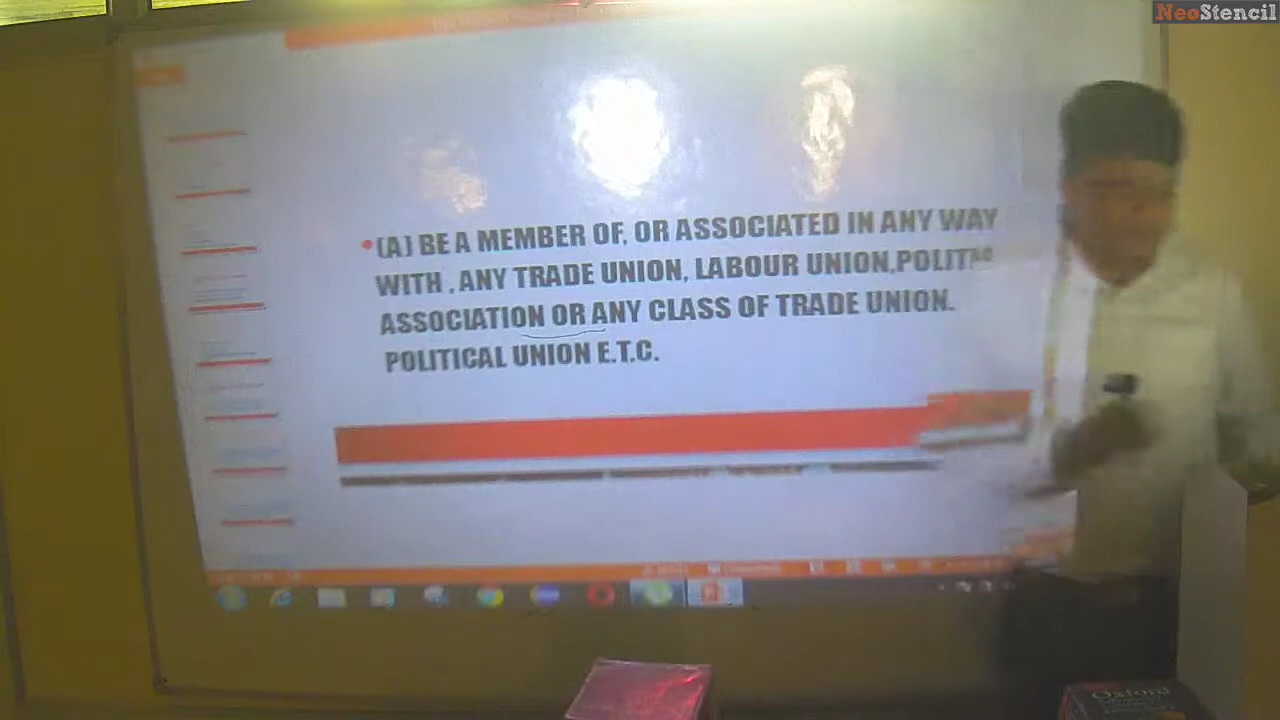 NeoStencil
(A) BE A MEMBER OF, OR ASSOCIATED IN ANY WAY
WITH , ANY TRADE UNION, LABOUR UNION,
ASSOCIATION OR ANY CLASS OF TRADE UNION.
POLITICAL UNION E.T.C.
Oxford